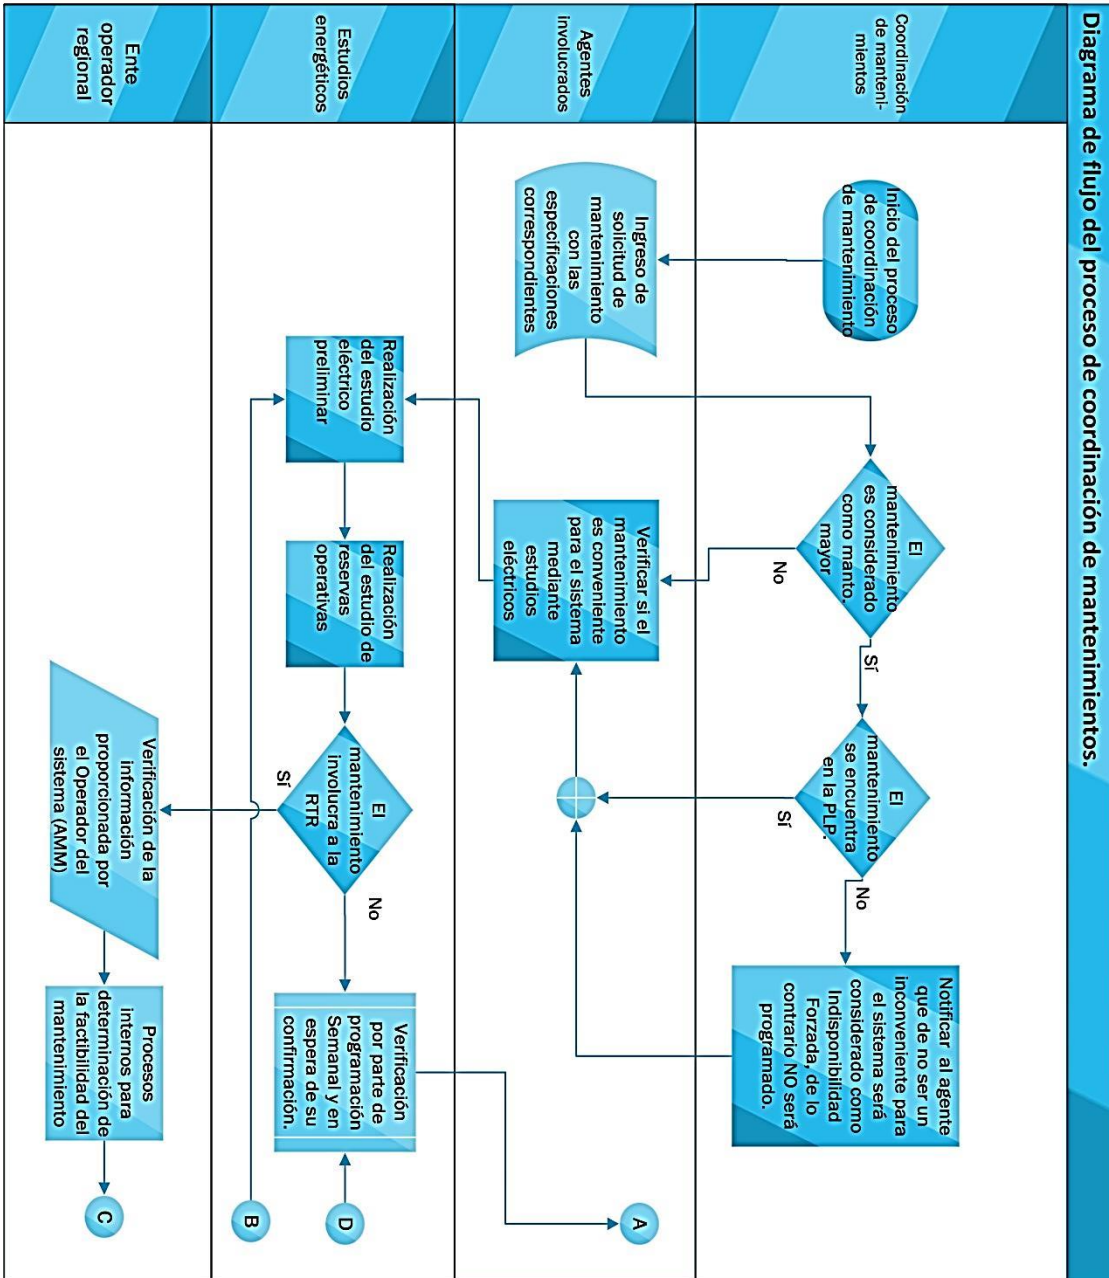 Diagrama de flujo del proceso de coordinación de mantenimientos.
Coordinación
de manteni-
mientos
Inicio del proceso
de coordinación
de mantenimiento
El
mantenimiento
es considerado
como manto.
mayor
Sí
No
El
mantenimiento
se encuentra
en la PLP.
No
Sí
Notificar al agente
que de no ser un
inconveniente para
el sistema será
considerado como
Indisponibilidad
Forzada, de lo
contrario NO será
programado.
Agentes
involucrados
Ingreso de
solicitud de
mantenimiento
con las
especificaciones
correspondientes
Verificar si el
mantenimiento
es conveniente
para el sistema
mediante
estudios
eléctricos
A
Estudios
energéticos
Realización
del estudio
eléctrico
preliminar
Realización
del estudio de
reservas
operativas
El
mantenimiento
involucra a la
RTR
No
Sí
Verificación
por parte de
programación
Semanal y en
espera de su
confirmación.
D
B
Ente
operador
regional
Verificación de la
información
proporcionada por
el Operador del
sistema (AMM)
Procesos
internos para
determinación de
la factibilidad del
mantenimiento
C